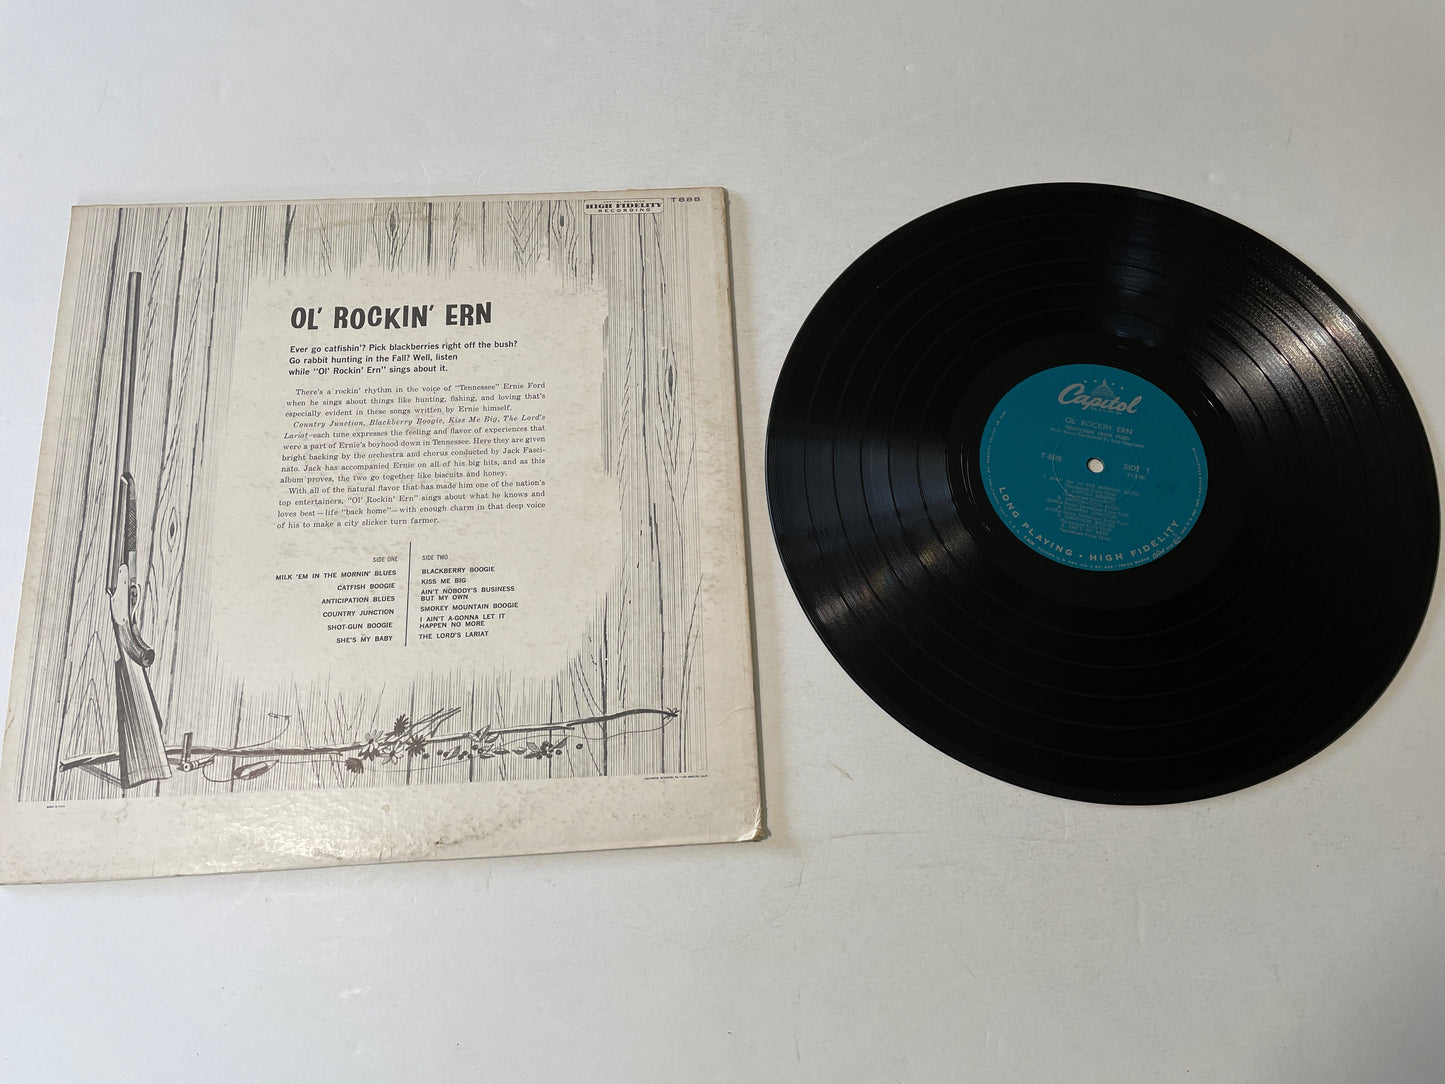 CAPITOL RECORDS
HIGH FIDELITY
RECORDING
T888
OL' ROCKIN' ERN
Ever go catfishin'? Pick blackberries right off the bush?
Go rabbit hunting in the Fall? Well, listen
while "Ol' Rockin' Ern" sings about it.
There's a rockin' rhythm in the voice of "Tennessee" Ernie Ford
when he sings about things like hunting, fishing, and loving that's
especially evident in these songs written by Ernie himself.
Country Junction, Blackberry Boogie, Kiss Me Big, The Lord's
Lariat—each tune expresses the feeling and flavor of experiences that
were a part of Ernie's boyhood down in Tennessee. Here they are given
bright backing by the orchestra and chorus conducted by Jack Fasci-
nato. Jack has accompanied Ernie on all of his big hits, and as this
album proves, the two go together like biscuits and honey.
With all of the natural flavor that has made him one of the nation's
top entertainers, "Ol' Rockin' Ern" sings about what he knows and
loves best—life "back home"—with enough charm in that deep voice
of his to make a city slicker turn farmer.
SIDE ONE
MILK 'EM IN THE MORNIN' BLUES
CATFISH BOOGIE
ANTICIPATION BLUES
COUNTRY JUNCTION
SHOT-GUN BOOGIE
SHE'S MY BABY
SIDE TWO
BLACKBERRY BOOGIE
KISS ME BIG
AIN'T NOBODY'S BUSINESS
BUT MY OWN
SMOKEY MOUNTAIN BOOGIE
I AIN'T A-GONNA LET IT
HAPPEN NO MORE
THE LORD'S LARIAT
MADE IN U.S.A.
Capitol
OL' ROCKIN' ERN
TENNESSEE ERNIE FORD
T-888
SIDE 1
LONG PLAYING • HIGH FIDELITY